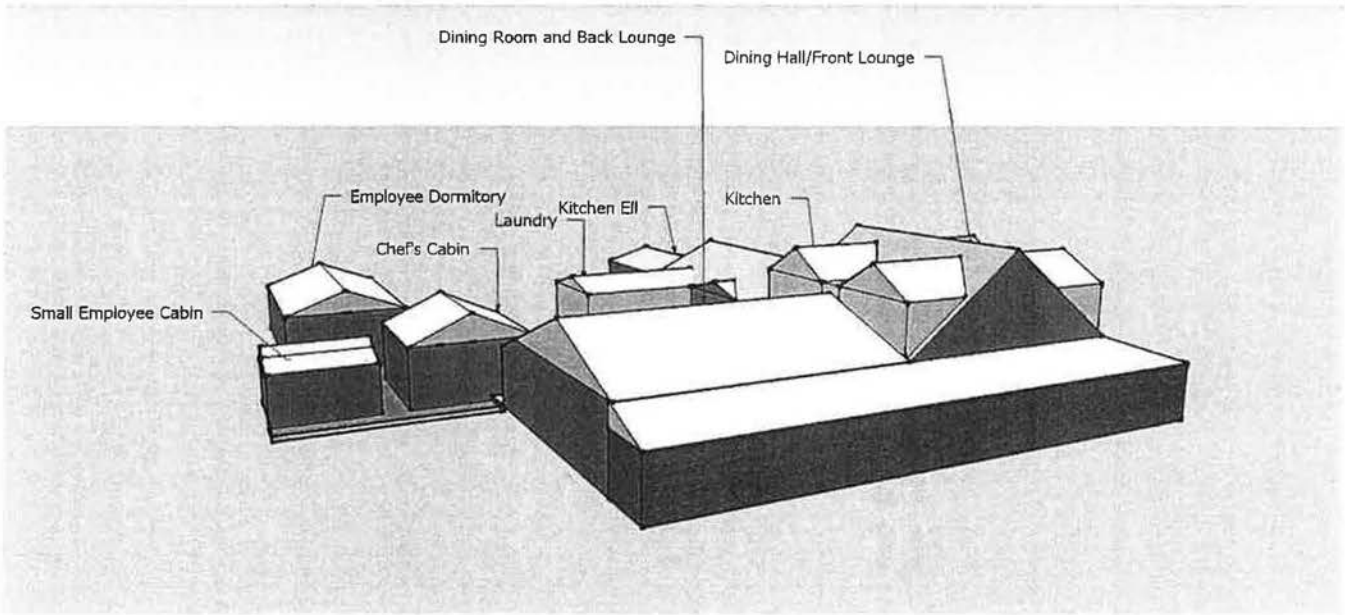 Dining Room and Back Lounge
Dining Hall/Front Lounge
Employee Dormitory
Kitchen Ell
Kitchen
Laundry
Chef's Cabin
Small Employee Cabin